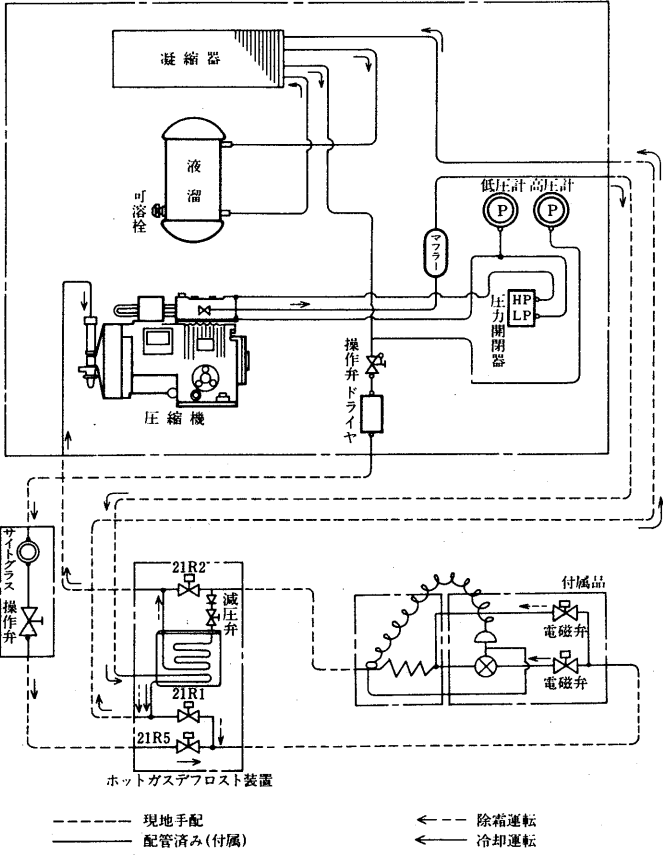 凝縮器
液溜
可溶栓
低圧計
高圧計
P
P
マフラー
HP
LP
圧力開閉器
圧縮機
操作弁
ドライヤ
サイトグラス
操作弁
21R2
減圧弁
21R1
21R5
ホットガスデフロスト装置
付属品
電磁弁
電磁弁
現地手配
配管済み(付属)
除霜運転
冷却運転